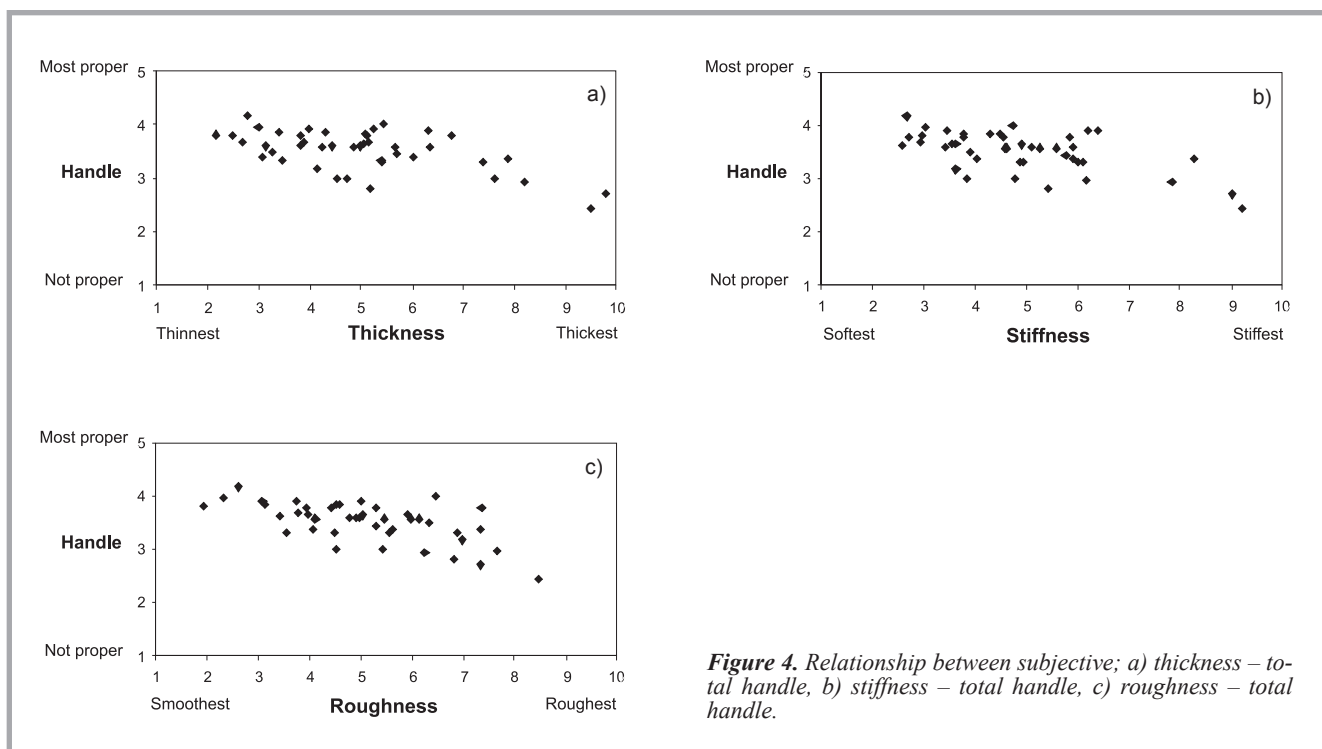 Most proper 5
a)
4
Handle 3
2
Not proper 1
1 2 3 4 5 6 7 8 9 10
Thinnest Thickness Thickest
Most proper 5
b)
4
Handle 3
2
Not proper 1
1 2 3 4 5 6 7 8 9 10
Softest Stiffness Stiffest
Most proper 5
c)
4
Handle 3
2
Not proper 1
1 2 3 4 5 6 7 8 9 10
Smoothest Roughness Roughest
Figure 4. Relationship between subjective; a) thickness – to-
tal handle, b) stiffness – total handle, c) roughness – total
handle.